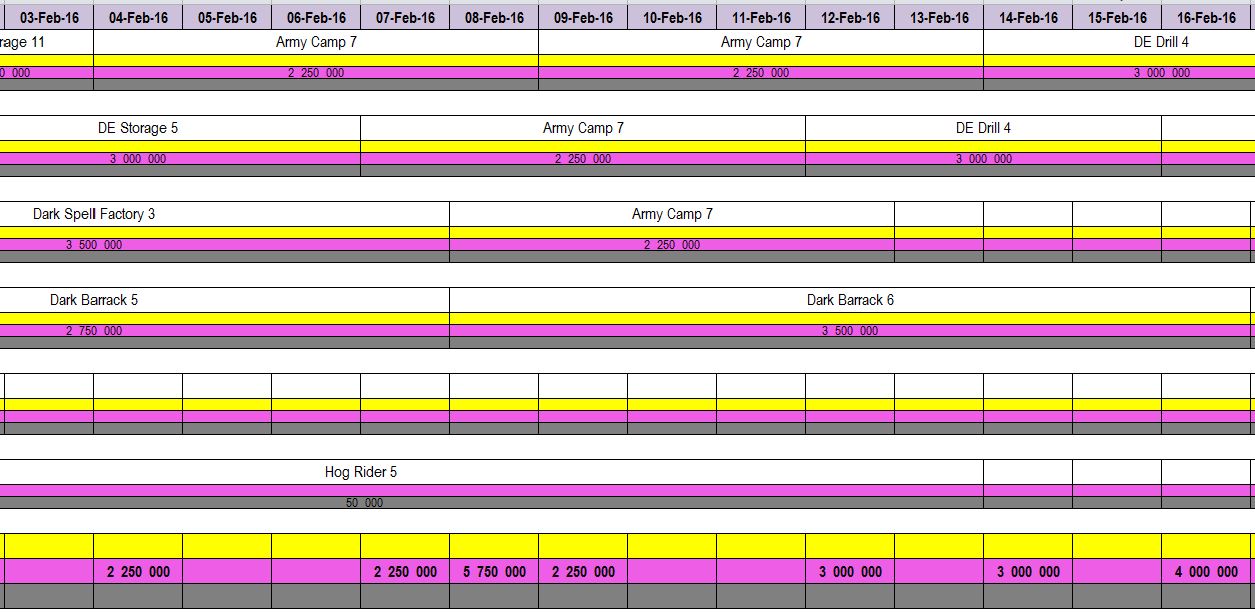 03-Feb-16 04-Feb-16 05-Feb-16 06-Feb-16 07-Feb-16 08-Feb-16 09-Feb-16 10-Feb-16 11-Feb-16 12-Feb-16 13-Feb-16 14-Feb-16 15-Feb-16 16-Feb-16
rage 11 Army Camp 7 Army Camp 7 DE Drill 4
0 000 2 250 000 2 250 000 3 000 000
DE Storage 5 Army Camp 7 DE Drill 4
3 000 000 2 250 000 3 000 000
Dark Spell Factory 3 Army Camp 7
3 500 000 2 250 000
Dark Barrack 5 Dark Barrack 6
2 750 000 3 500 000
Hog Rider 5
50 000
2 250 000 2 250 000 5 750 000 2 250 000 3 000 000 3 000 000 4 000 000